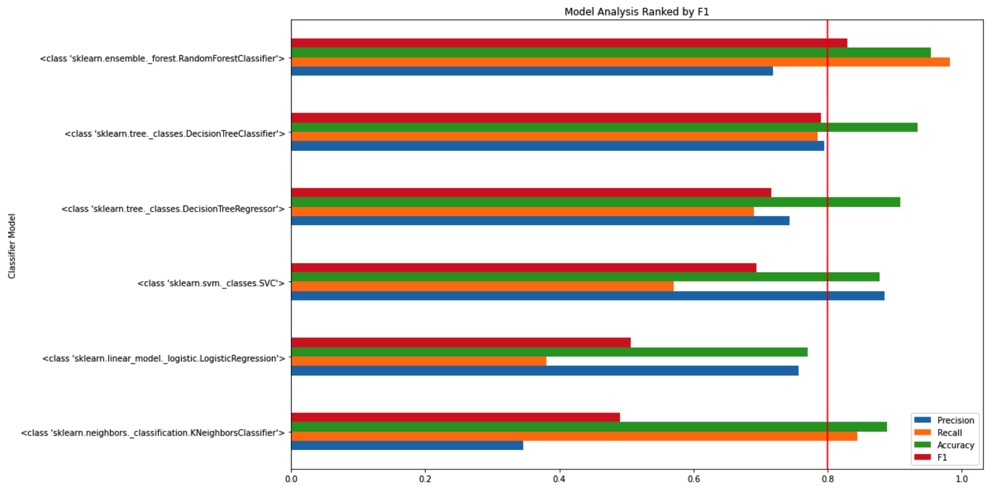 Model Analysis Ranked by F1
<class 'sklearn.ensemble._forest.RandomForestClassifier'>
<class 'sklearn.tree._classes.DecisionTreeClassifier'>
<class 'sklearn.tree._classes.DecisionTreeRegressor'>
Classifier Model
<class 'sklearn.svm._classes.SVC'>
<class 'sklearn.linear_model._logistic.LogisticRegression'>
<class 'sklearn.neighbors._classification.KNeighborsClassifier'>
Precision
Recall
Accuracy
F1
0.0 0.2 0.4 0.6 0.8 1.0